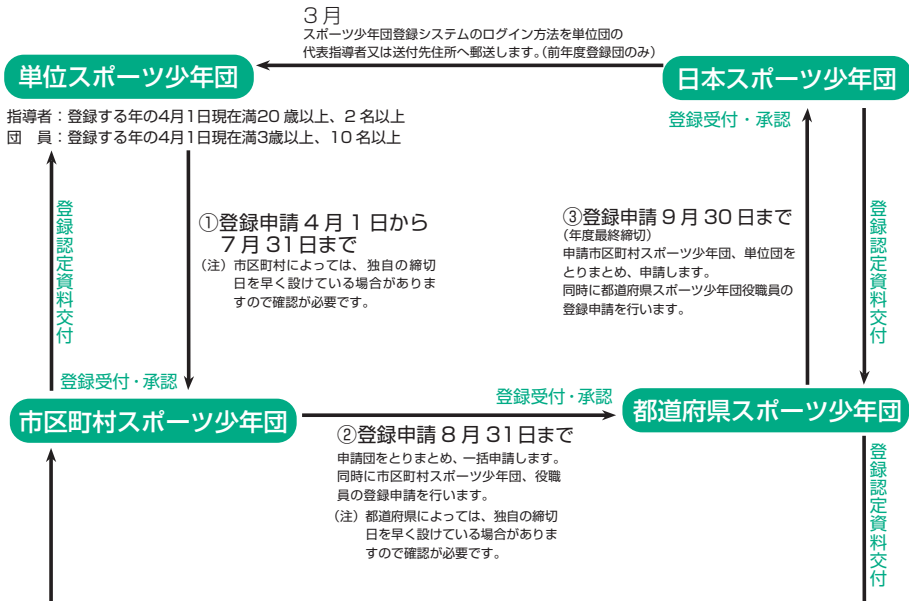 3月
スポーツ少年団登録システムのログイン方法を単位団の
代表指導者又は送付先住所へ郵送します。(前年度登録団のみ)
単位スポーツ少年団
日本スポーツ少年団
指導者：登録する年の4月1日現在満20歳以上、2名以上
団　員：登録する年の4月1日現在満3歳以上、10名以上
登録受付・承認
登録認定資料交付
①登録申請4月1日から
7月31日まで
(注) 市区町村によっては、独自の締切
日を早く設けている場合がありま
すので確認が必要です。
③登録申請9月30日まで
(年度最終締切)
申請市区町村スポーツ少年団、単位団を
とりまとめ、申請します。
同時に都道府県スポーツ少年団役職員の
登録申請を行います。
登録認定資料交付
登録受付・承認
市区町村スポーツ少年団
登録受付・承認
都道府県スポーツ少年団
②登録申請8月31日まで
申請団をとりまとめ、一括申請します。
同時に市区町村スポーツ少年団、役職
員の登録申請を行います。
(注) 都道府県によっては、独自の締切
日を早く設けている場合がありま
すので確認が必要です。
登録認定資料交付